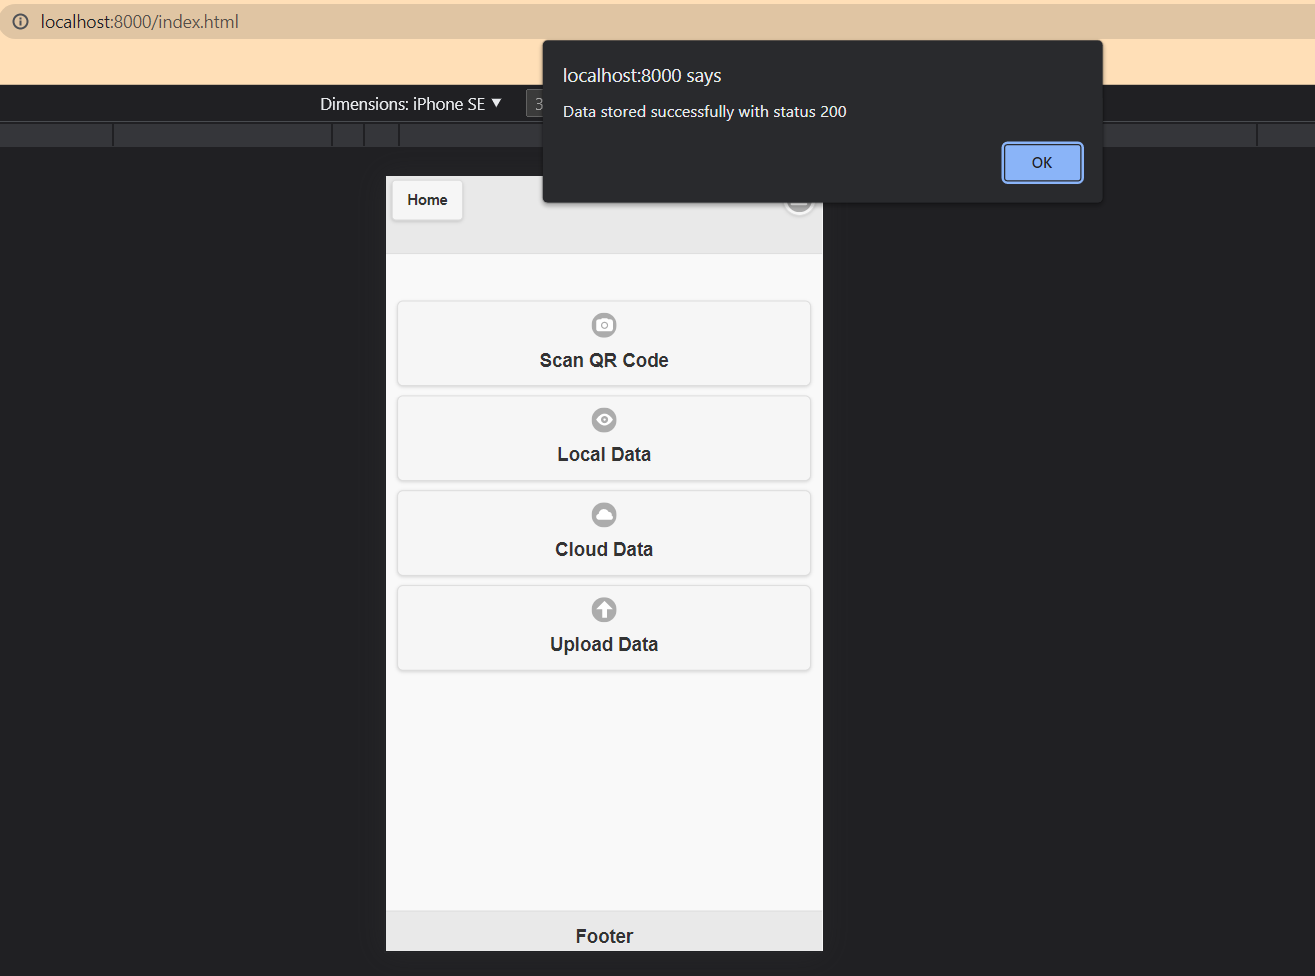 localhost:8000/index.html
localhost:8000 says
Data stored successfully with status 200
OK
Dimensions: iPhone SE ▼
3
Home
Scan QR Code
Local Data
Cloud Data
Upload Data
Footer